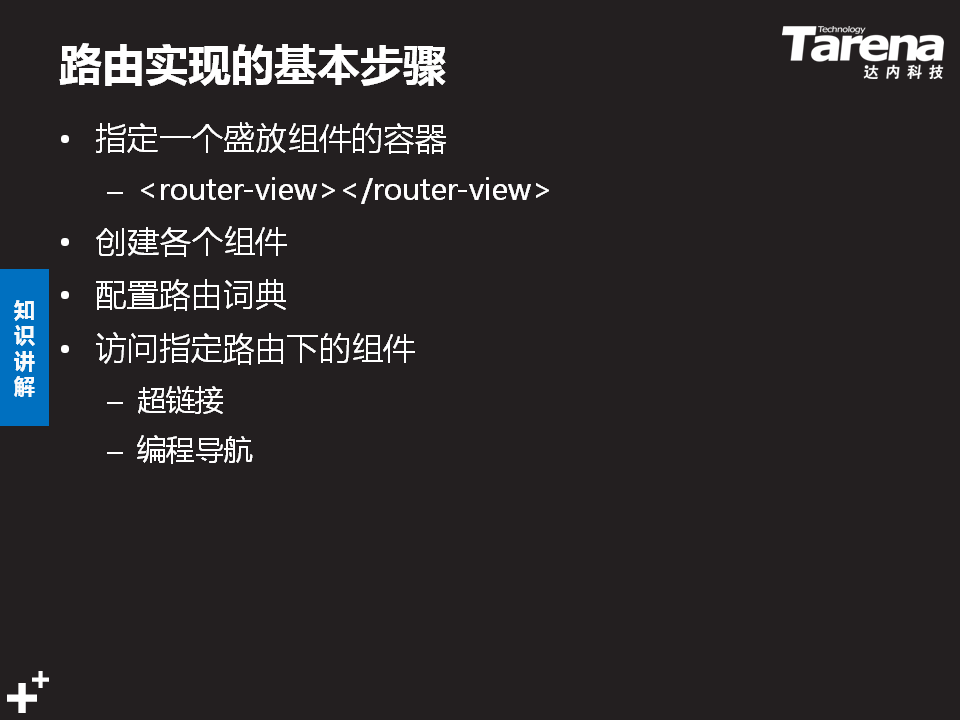 路由实现的基本步骤
Technology
Tarena
达内科技
• 指定一个盛放组件的容器
– <router-view></router-view>
• 创建各个组件
• 配置路由词典
• 访问指定路由下的组件
– 超链接
– 编程导航
知识讲解